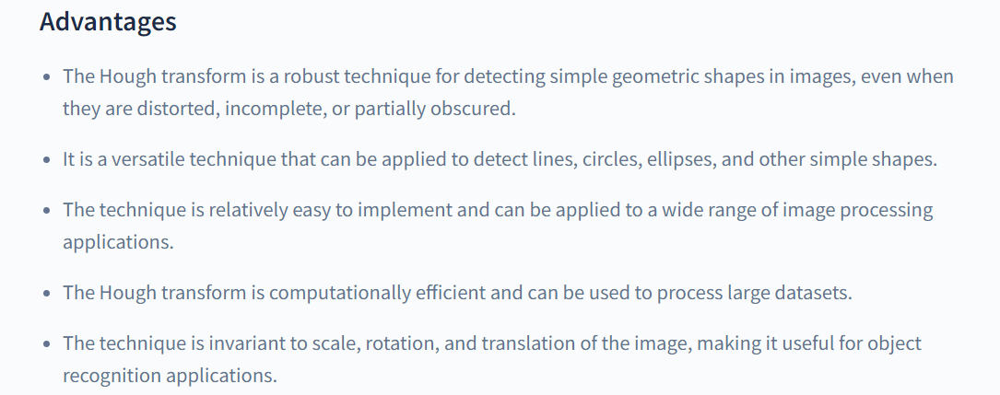 Advantages
• The Hough transform is a robust technique for detecting simple geometric shapes in images, even when
they are distorted, incomplete, or partially obscured.
• It is a versatile technique that can be applied to detect lines, circles, ellipses, and other simple shapes.
• The technique is relatively easy to implement and can be applied to a wide range of image processing
applications.
• The Hough transform is computationally efficient and can be used to process large datasets.
• The technique is invariant to scale, rotation, and translation of the image, making it useful for object
recognition applications.